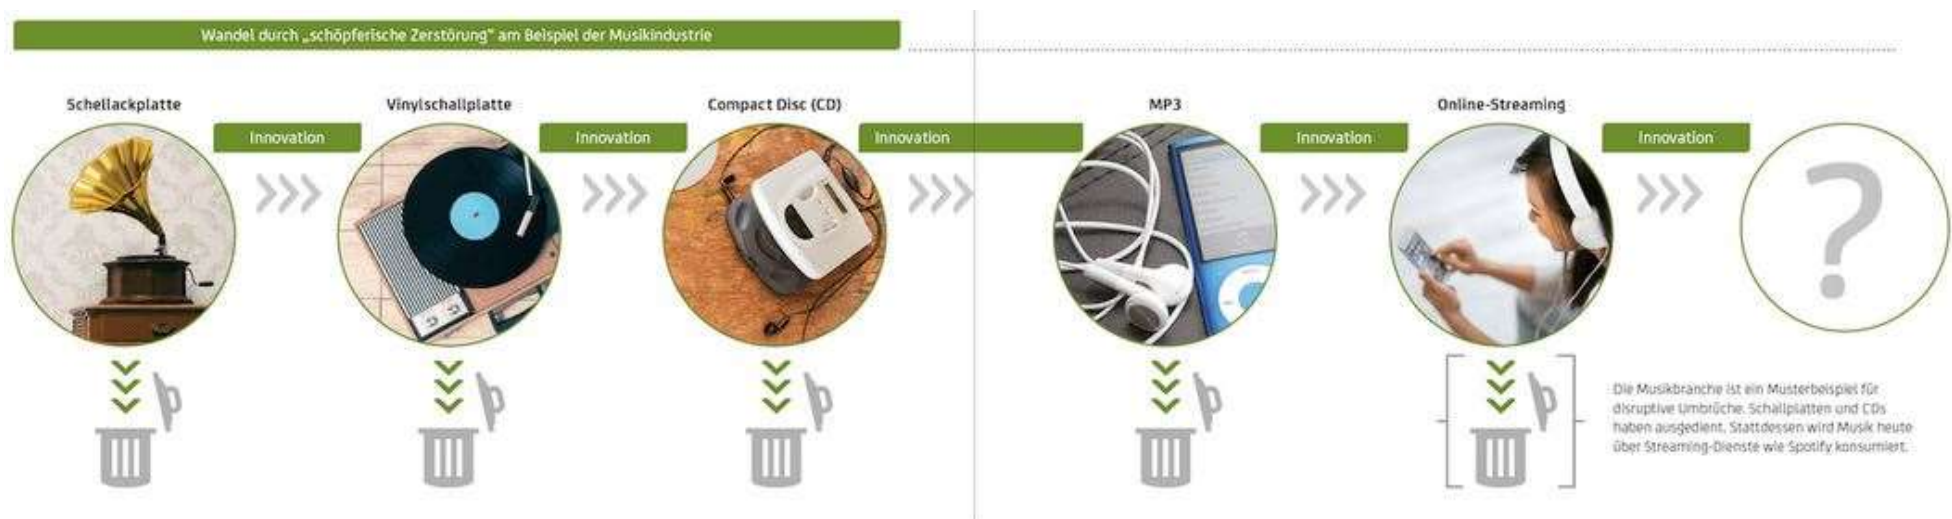 Wandel durch „schöpferische Zerstörung“ am Beispiel der Musikindustrie
Schellackplatte
Innovation
Vinylschallplatte
Innovation
Compact Disc (CD)
Innovation
MP3
Innovation
Online-Streaming
Innovation
?
Die Musikbranche ist ein Musterbeispiel für
disruptive Umbrüche. Schallplatten und CDs
haben ausgedient. Stattdessen wird Musik heute
über Streaming-Dienste wie Spotify konsumiert.